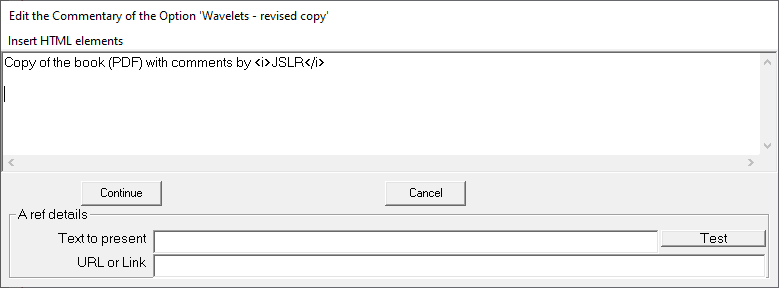 Edit the Commentary of the Option 'Wavelets - revised copy'
Insert HTML elements
Copy of the book (PDF) with comments by <i>JSLR</i>
Continue
Cancel
A ref details
Text to present
Test
URL or Link